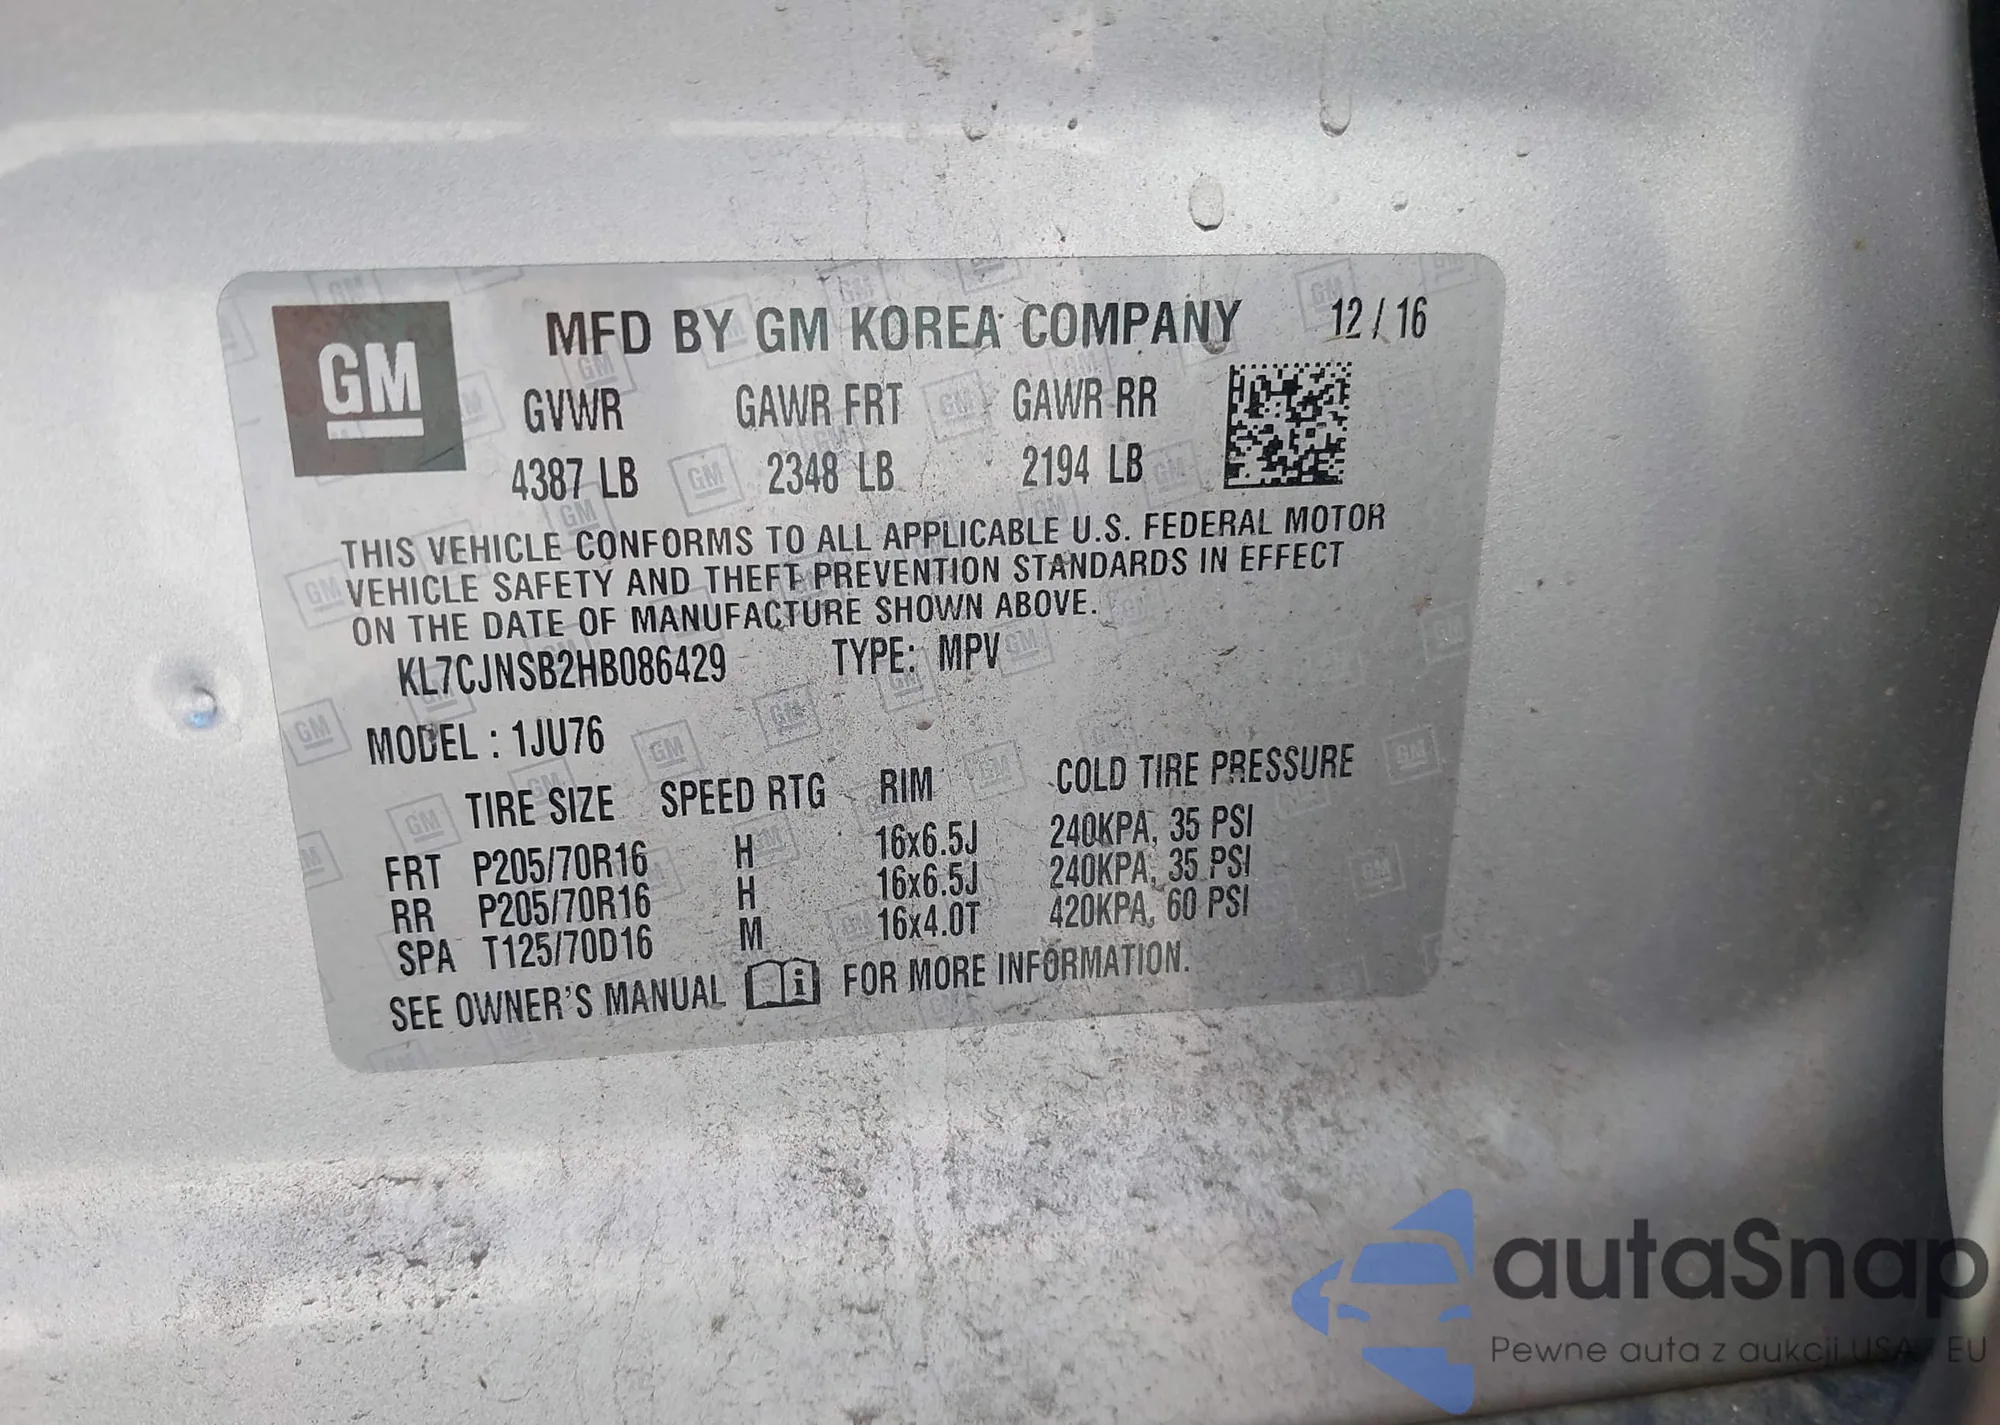 GM
MFD BY GM KOREA COMPANY 12 / 16
GVWR GAWR FRT GAWR RR
4387 LB 2348 LB 2194 LB
THIS VEHICLE CONFORMS TO ALL APPLICABLE U.S. FEDERAL MOTOR
VEHICLE SAFETY AND THEFT PREVENTION STANDARDS IN EFFECT
ON THE DATE OF MANUFACTURE SHOWN ABOVE.
KL7CJNSB2HB086429 TYPE: MPV
MODEL : 1JU76
TIRE SIZE SPEED RTG RIM COLD TIRE PRESSURE
FRT P205/70R16 H 16x6.5J 240KPA, 35 PSI
RR P205/70R16 H 16x6.5J 240KPA, 35 PSI
SPA T125/70D16 M 16x4.0T 420KPA, 60 PSI
SEE OWNER'S MANUAL i FOR MORE INFORMATION.
autaSnap
Pewne auta z aukcji USA i EU